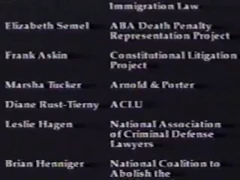 Immigration Law
Elizabeth Semel ABA Death Penalty
Representation Project
Frank Askin Constitutional Litigation
Project
Marsha Tucker Arnold & Porter
Diane Rust-Tierny ACLU
Leslie Hagen National Association
of Criminal Defense
Lawyers
Brian Henniger National Coalition to
Abolish the